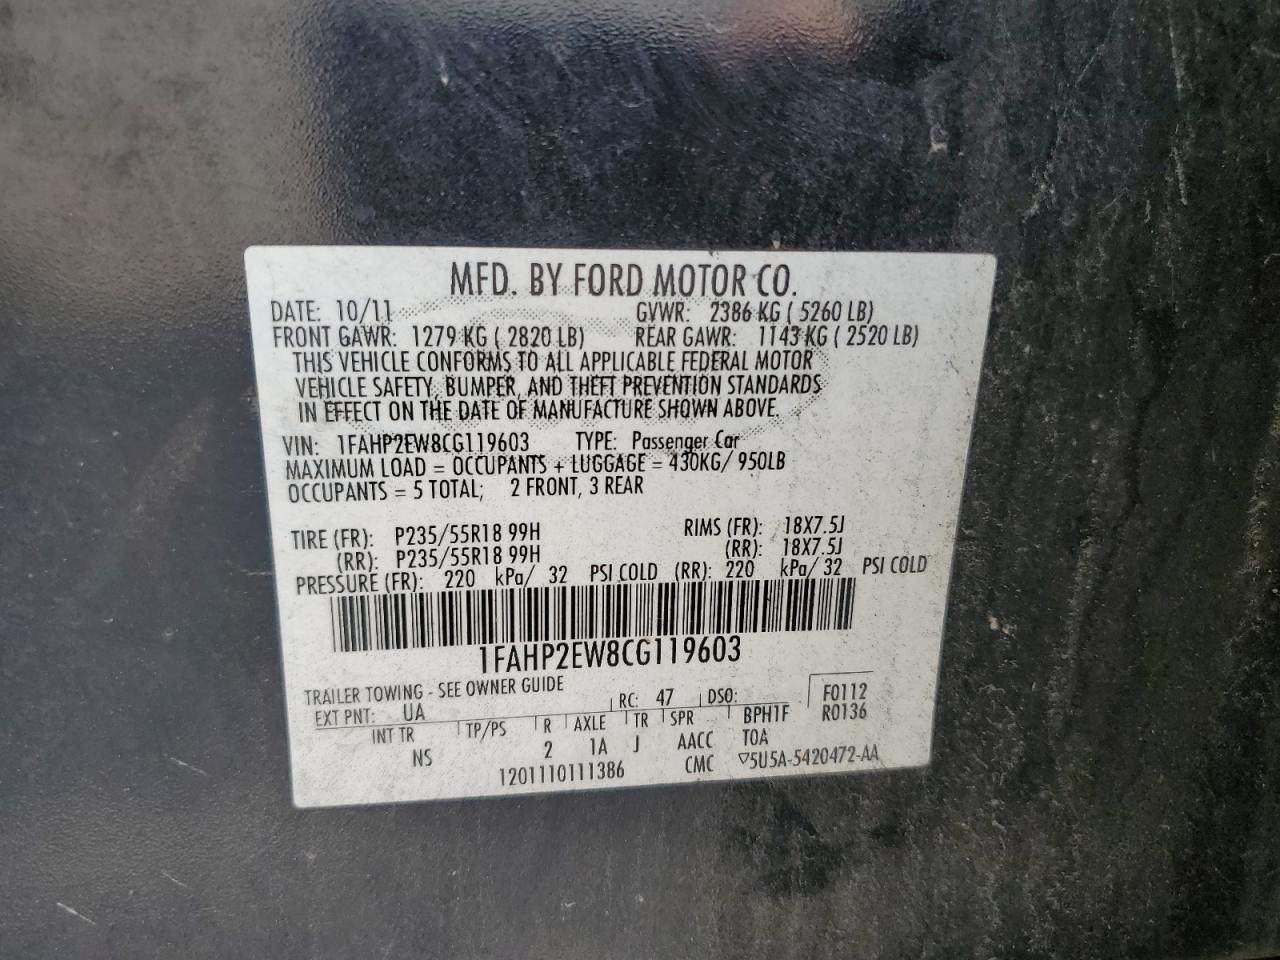 MFD. BY FORD MOTOR CO.
DATE: 10/11 GVWR: 2386 KG ( 5260 LB)
FRONT GAWR: 1279 KG ( 2820 LB) REAR GAWR: 1143 KG ( 2520 LB)
THIS VEHICLE CONFORMS TO ALL APPLICABLE FEDERAL MOTOR
VEHICLE SAFETY, BUMPER, AND THEFT PREVENTION STANDARDS
IN EFFECT ON THE DATE OF MANUFACTURE SHOWN ABOVE.
VIN: 1FAHP2EW8CG119603 TYPE: Passenger Car
MAXIMUM LOAD = OCCUPANTS + LUGGAGE = 430KG/ 950LB
OCCUPANTS = 5 TOTAL; 2 FRONT, 3 REAR
TIRE (FR): P235/55R18 99H RIMS (FR): 18X7.5J
(RR): P235/55R18 99H (RR): 18X7.5J
PRESSURE (FR): 220 kPa/ 32 PSI COLD (RR): 220 kPa/ 32 PSI COLD
1FAHP2EW8CG119603
TRAILER TOWING - SEE OWNER GUIDE
EXT PNT: UA RC: 47 DSO: F0112
INT TR TP/PS R AXLE TR SPR BPH1F R0136
NS 2 1A J AACC TOA
1201110111386 CMC ▽5U5A-5420472-AA